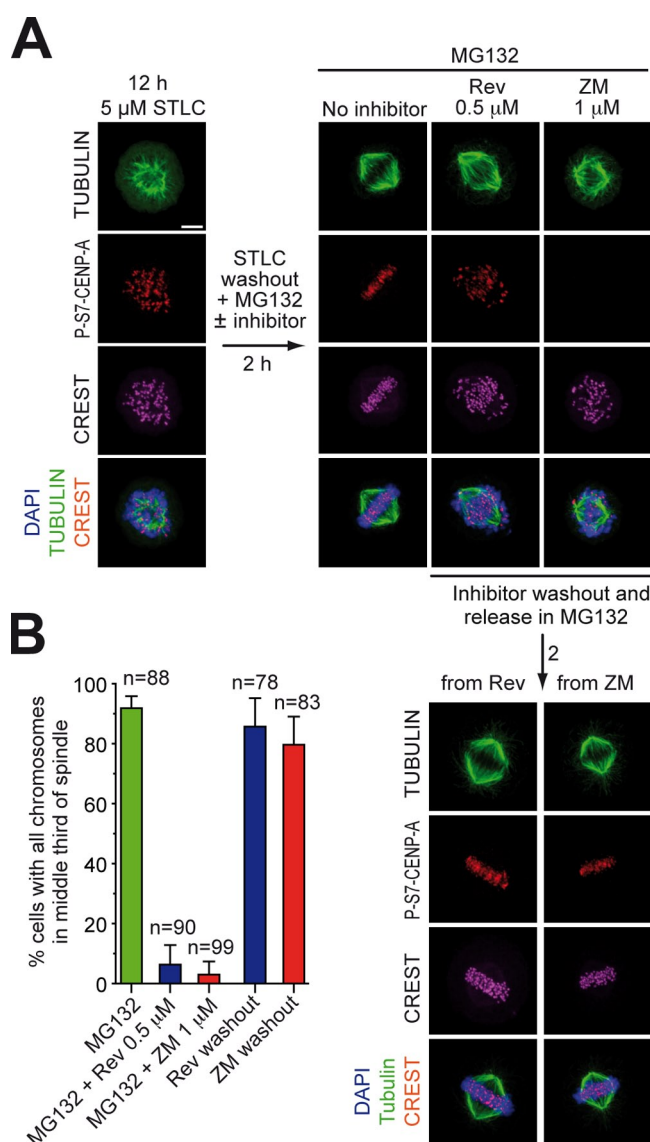 A
12 h
5 µM STLC
TUBULIN
P-S7-CENP-A
CREST
DAPI
TUBULIN
CREST
STLC
washout
+ MG132
± inhibitor
2 h
MG132
No inhibitor
Rev
0.5 µM
ZM
1 µM
Inhibitor washout and
release in MG132
2
from Rev
from ZM
TUBULIN
P-S7-CENP-A
CREST
DAPI
Tubulin
CREST
B
% cells with all chromosomes
in middle third of spindle
100
80
60
40
20
0
n=88
n=90
n=99
n=78
n=83
MG132
MG132 + Rev 0.5 µM
MG132 + ZM 1 µM
Rev washout
ZM washout